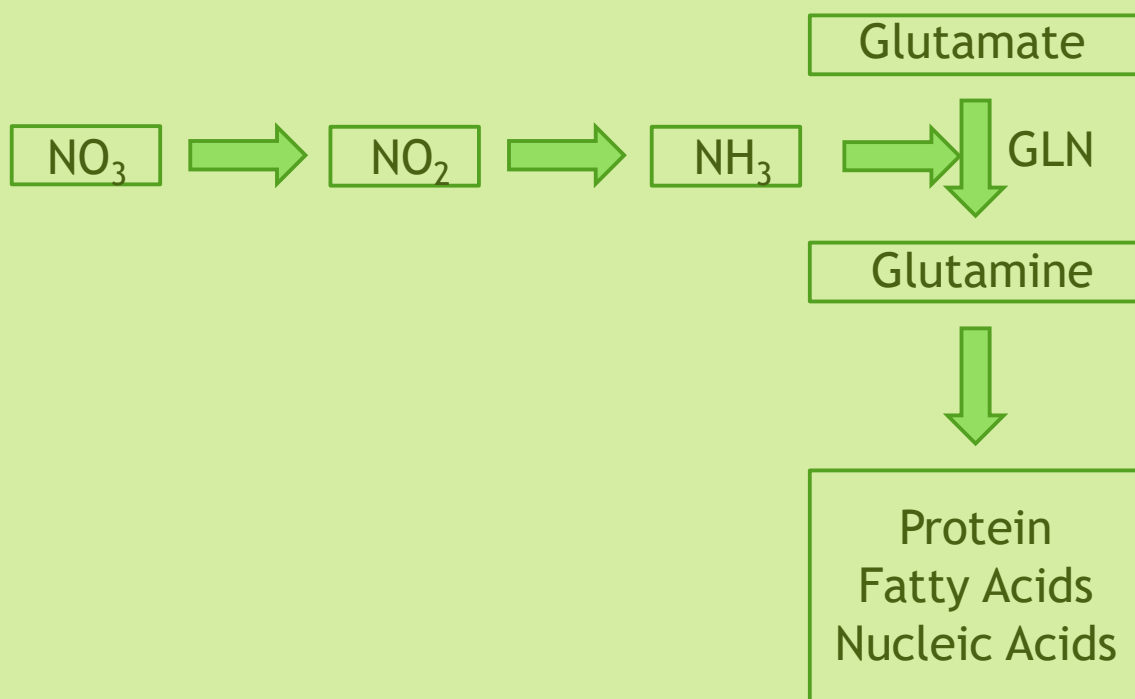 Glutamate
NO₃ NO₂ NH₃ GLN
Glutamine
Protein
Fatty Acids
Nucleic Acids